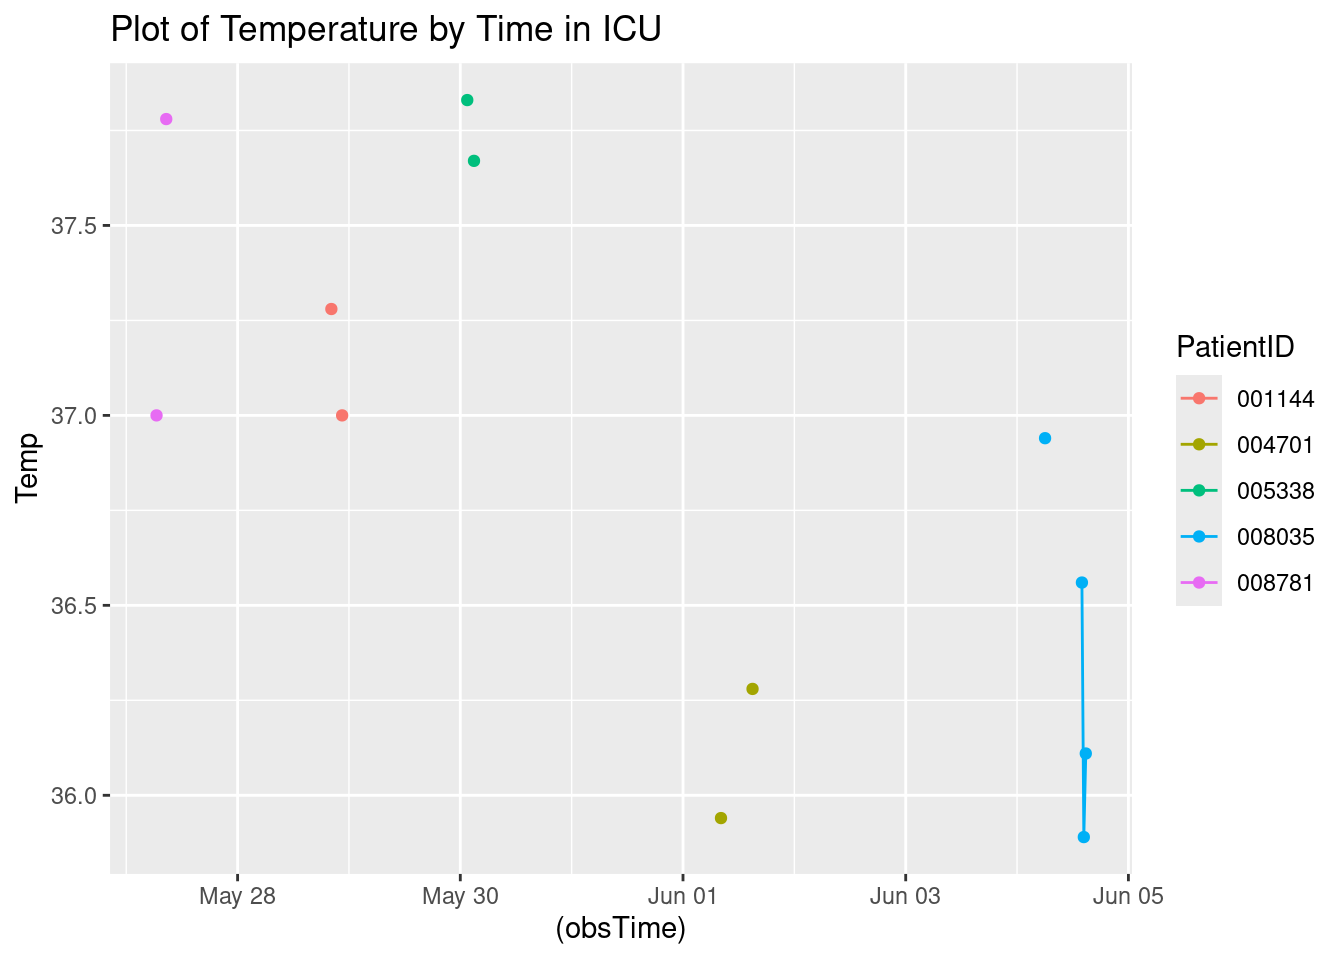 Plot of Temperature by Time in ICU
37.5
37.0
36.5
36.0
Temp
May 28
May 30
Jun 01
Jun 03
Jun 05
(obsTime)
PatientID
001144
004701
005338
008035
008781